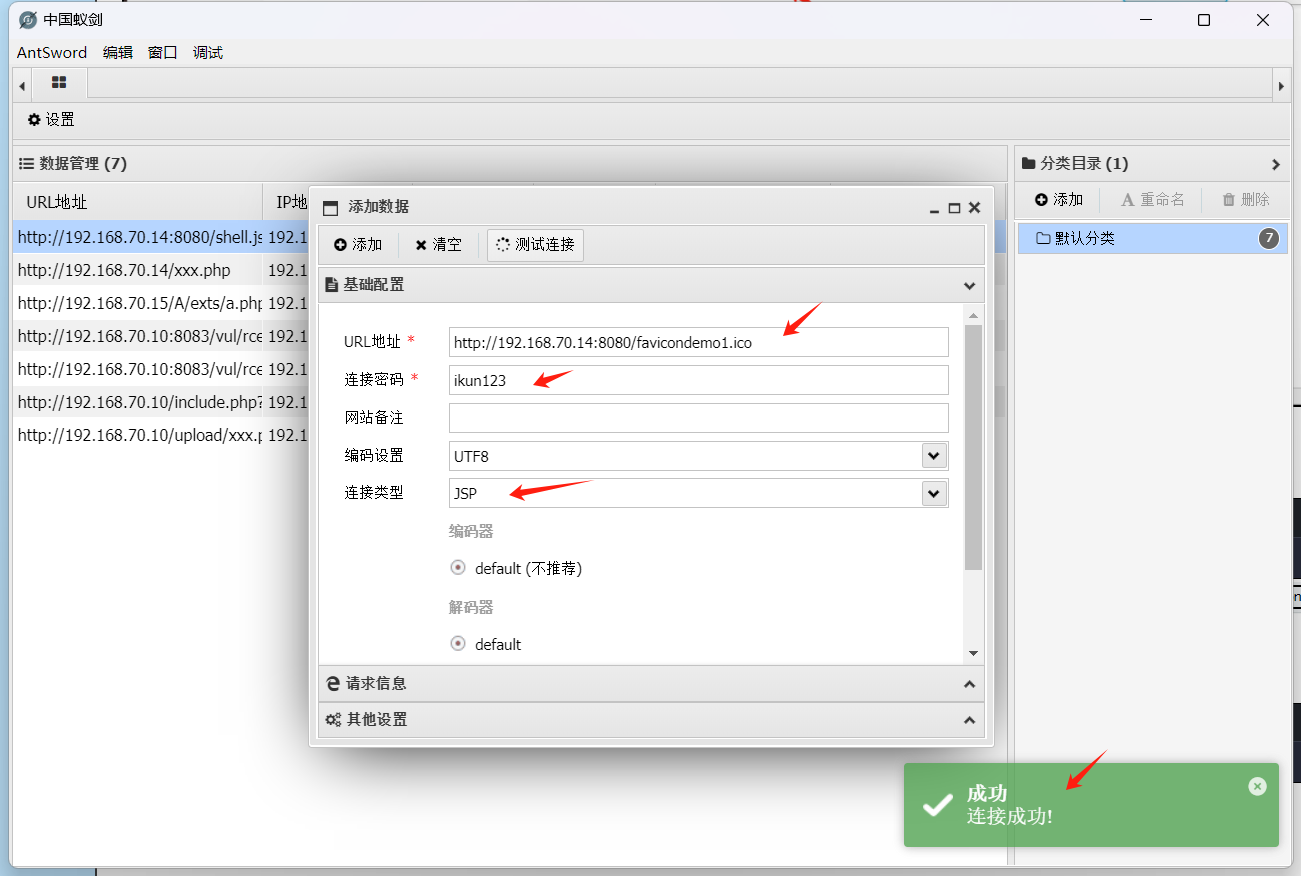 中国蚁剑
AntSword 编辑 窗口 调试
设置
数据管理 (7)
URL地址 IP地
http://192.168.70.14:8080/shell.js 192.1
http://192.168.70.14/xxx.php 192.1
http://192.168.70.15/A/exts/a.php 192.1
http://192.168.70.10:8083/vul/rce 192.1
http://192.168.70.10:8083/vul/rce 192.1
http://192.168.70.10/include.php? 192.1
http://192.168.70.10/upload/xxx.p 192.1
添加数据
添加 清空 测试连接
基础配置
URL地址 * http://192.168.70.14:8080/favicondemo1.ico
连接密码 * ikun123
网站备注
编码设置 UTF8
连接类型 JSP
编码器
default (不推荐)
解码器
default
请求信息
其他设置
分类目录 (1)
添加 重命名 删除
默认分类 7
成功
连接成功!